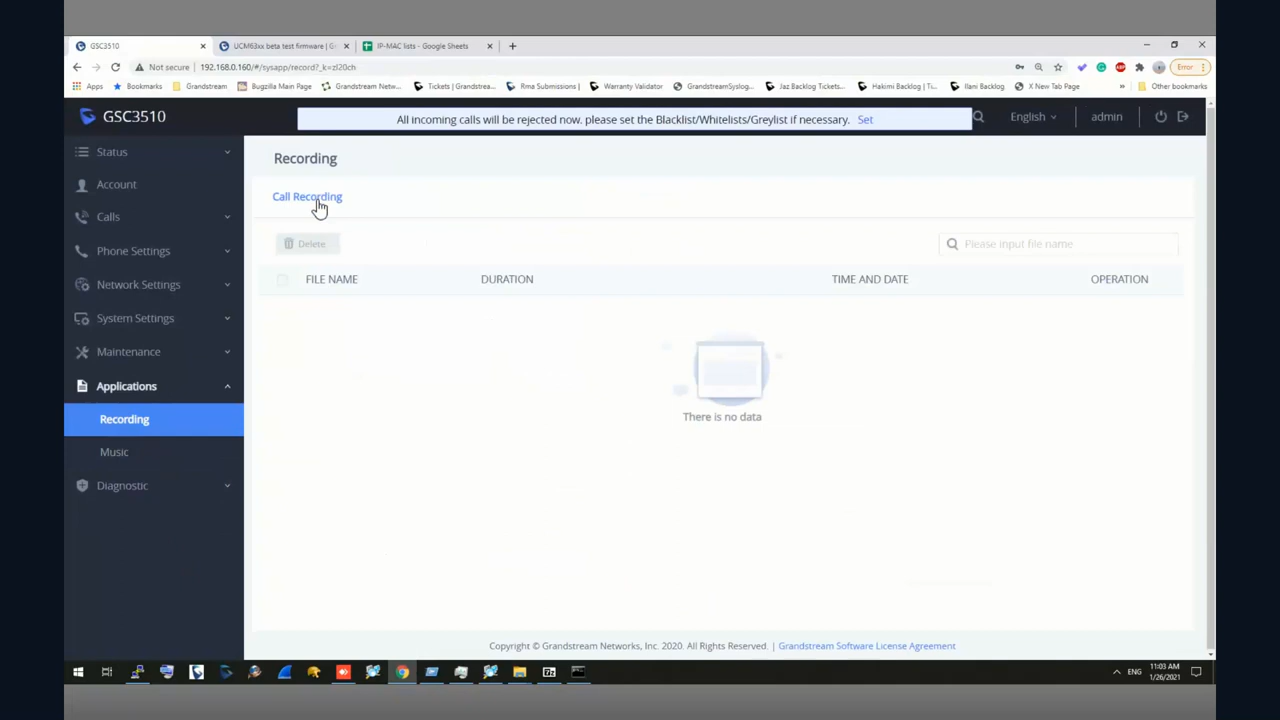 GSC3510
UCM63xx beta test firmware | G
IP-MAC lists - Google Sheets
Not secure | 192.168.0.160/#/sysapp/record?_k=zl20ch
Error
Apps Bookmarks Grandstream Bugzilla Main Page Grandstream Netw... Tickets | Grandstrea... Rma Submissions | Warranty Validator GrandstreamSyslog... Jaz Backlog Tickets... Hakimi Backlog | Ti... Ilani Backlog X New Tab Page » Other bookmarks
GSC3510
All incoming calls will be rejected now, please set the Blacklist/Whitelists/Greylist if necessary. Set
English
admin
Status
Account
Calls
Phone Settings
Network Settings
System Settings
Maintenance
Applications
Recording
Music
Diagnostic
Recording
Call Recording
Delete
Please input file name
FILE NAME DURATION TIME AND DATE OPERATION
There is no data
Copyright © Grandstream Networks, Inc. 2020. All Rights Reserved. | Grandstream Software License Agreement
ENG
11:03 AM
1/26/2021